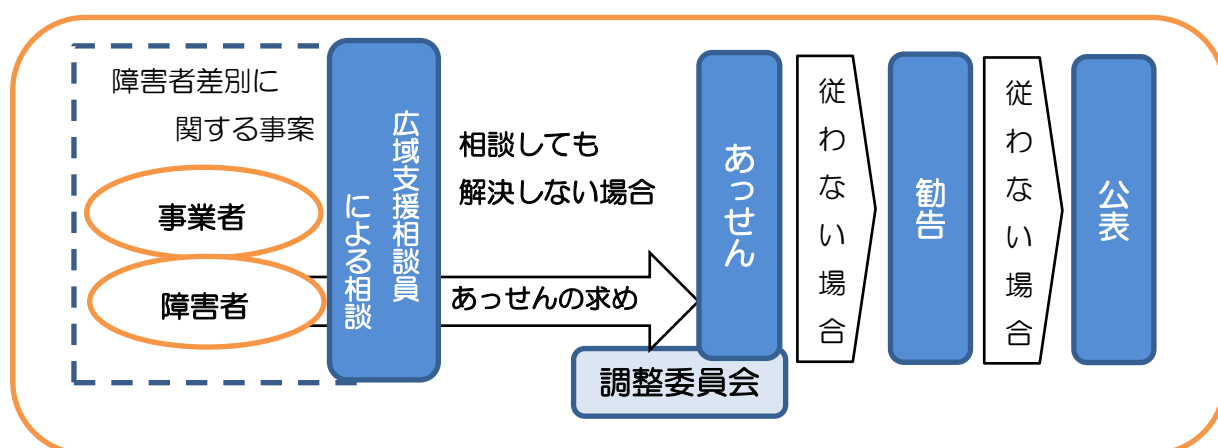 障害者差別に
関する事案
事業者
障害者
広域支援相談員
による相談
相談しても
解決しない場合
あっせんの求め
調整委員会
あっせん
従わない場合
勧告
従わない場合
公表